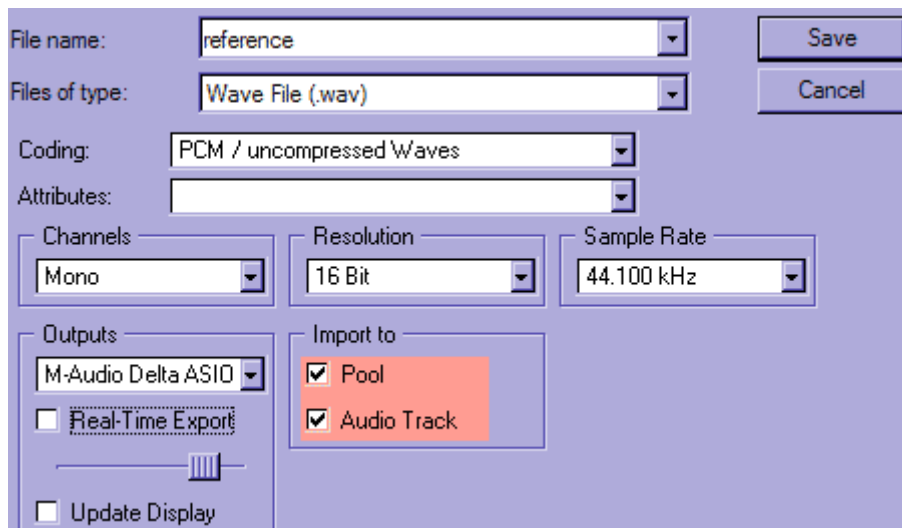 File name: reference Save
Files of type: Wave File (.wav) Cancel
Coding: PCM / uncompressed Waves
Attributes:
Channels Resolution Sample Rate
Mono 16 Bit 44.100 kHz
Outputs Import to
M-Audio Delta ASIO Pool
Real-Time Export Audio Track
Update Display